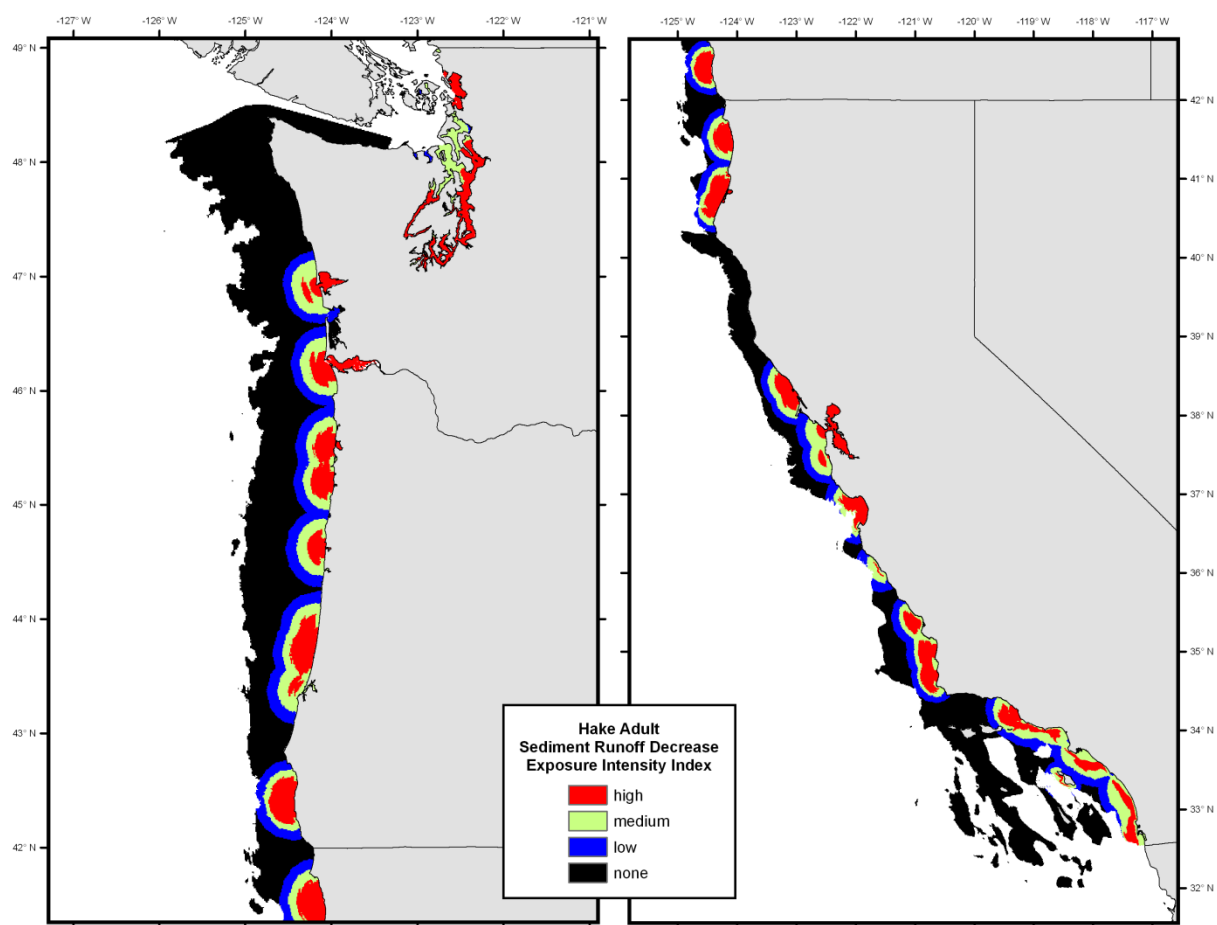 -127° -126° -125° -124° -123° -122° -121°
-125° W -124° W -123° W -122° W -121° W -120° W -119° W -118° W -117° W
49° N
48° N
47° N
46° N
45° N
44° N
43° N
42° N
42° N
41° N
40° N
39° N
38° N
37° N
36° N
35° N
34° N
33° N
32° N
Hake Adult
Sediment Runoff Decrease
Exposure Intensity Index
high
medium
low
none